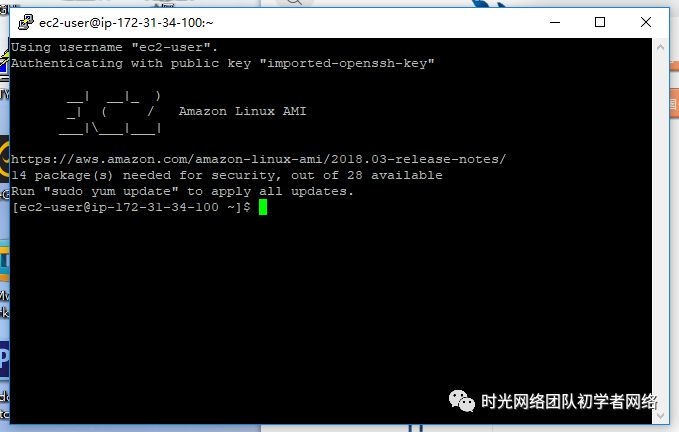 ec2-user@ip-172-31-34-100:~
Using username "ec2-user".
Authenticating with public key "imported-openssh-key"
__|  __|_  )
_|  (     /   Amazon Linux AMI
___|\___|___|
https://aws.amazon.com/amazon-linux-ami/2018.03-release-notes/
14 package(s) needed for security, out of 28 available
Run "sudo yum update" to apply all updates.
[ec2-user@ip-172-31-34-100 ~]$
时光网络团队初学者网络